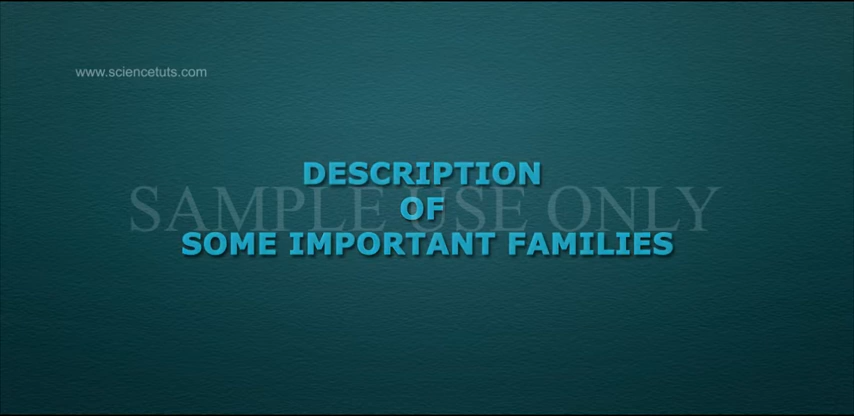 www.sciencetuts.com
DESCRIPTION
SAMPLE USE ONLY
OF
SOME IMPORTANT FAMILIES